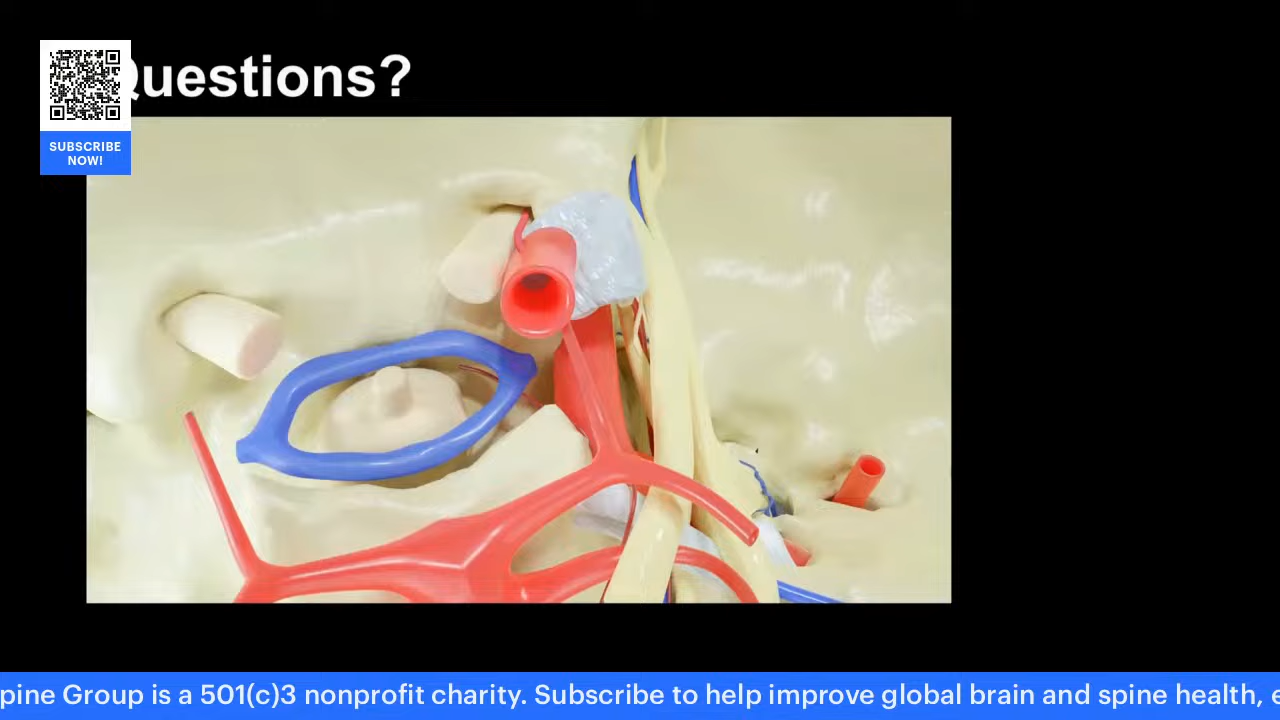 Questions?
SUBSCRIBE
NOW!
pine Group is a 501(c)3 nonprofit charity. Subscribe to help improve global brain and spine health, e